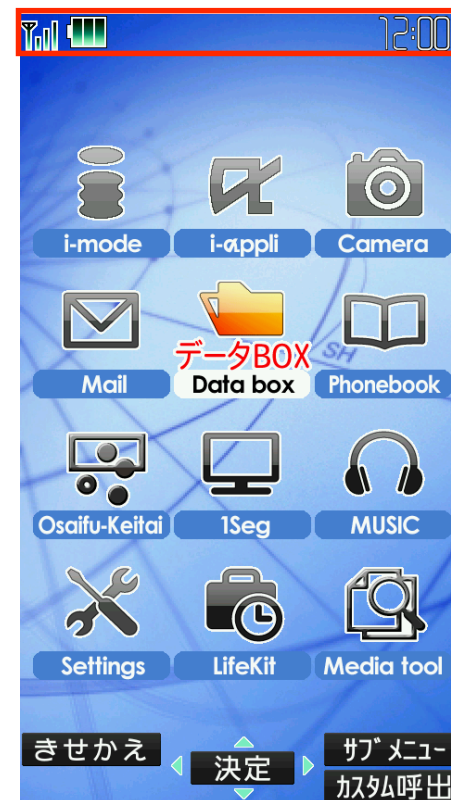 12:00
i-mode
i-αppli
Camera
データBOX
Mail
Data box
Phonebook
SH
Osaifu-Keitai
1Seg
MUSIC
Settings
LifeKit
Media tool
きせかえ
サブメニュー
決定
カスタム呼出